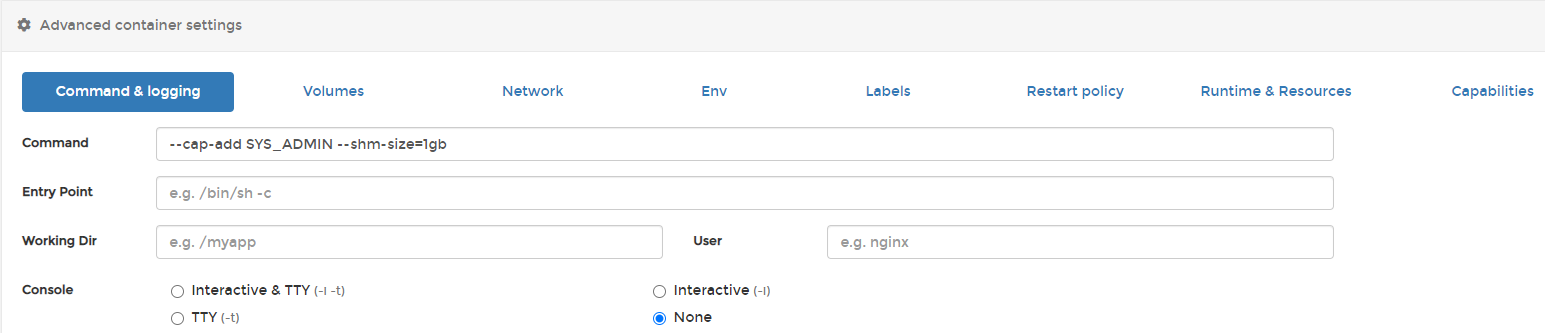 Advanced container settings
Command & logging Volumes Network Env Labels Restart policy Runtime & Resources Capabilities
Command --cap-add SYS_ADMIN --shm-size=1gb
Entry Point e.g. /bin/sh -c
Working Dir e.g. /myapp User e.g. nginx
Console Interactive & TTY (-i -t) Interactive (-i)
TTY (-t) None